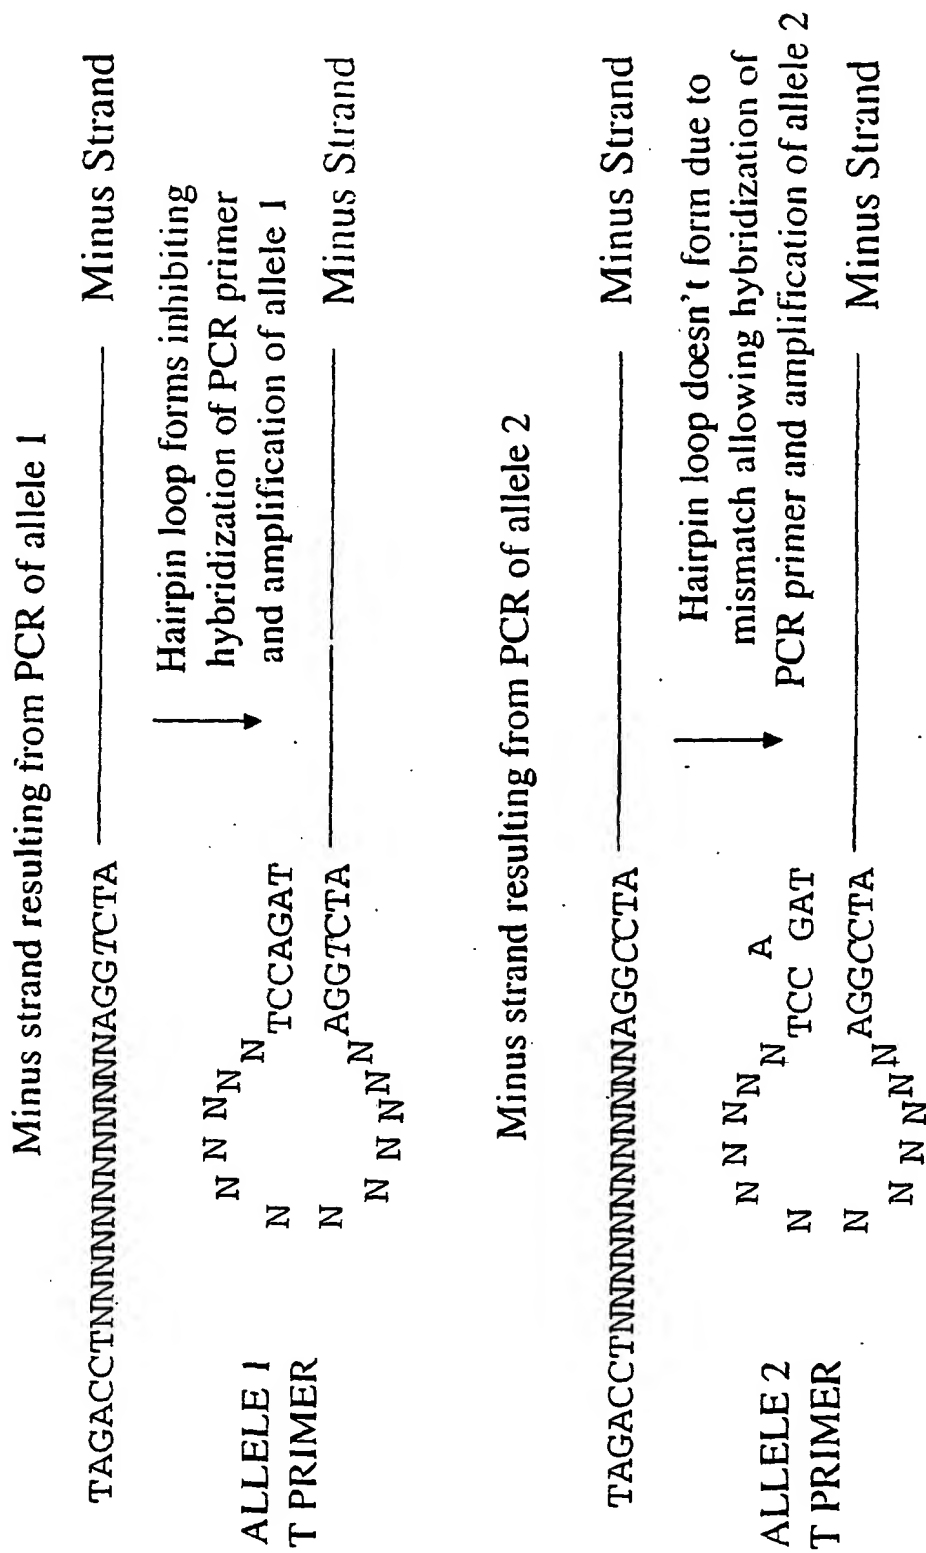 Minus strand resulting from PCR of allele 1
TAGACCTNNNNNNNNNNNNAGGTCTA
Minus Strand
Hairpin loop forms inhibiting
hybridization of PCR primer
and amplification of allele 1
N N N N N TCCAGAT
N
N
N N N N N AGGTCTA
Minus Strand
ALLELE 1
T PRIMER
Minus strand resulting from PCR of allele 2
TAGACCTNNNNNNNNNNNNAGGCCTA
Minus Strand
Hairpin loop doesn't form due to
mismatch allowing hybridization of
PCR primer and amplification of allele 2
A
N N N N N TCC GAT
N
N
N N N N N AGGCCTA
Minus Strand
ALLELE 2
T PRIMER